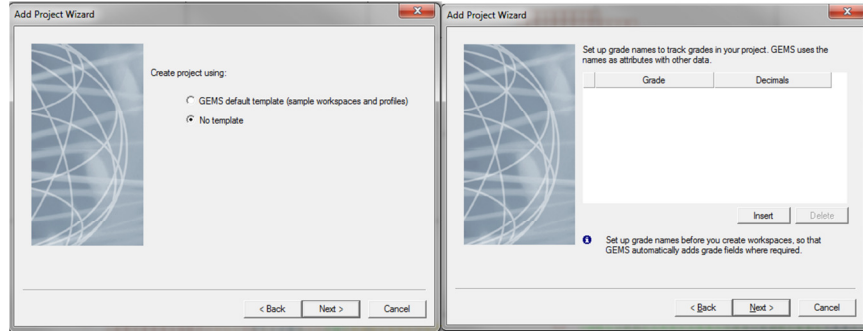 Add Project Wizard
Create project using:
GEMS default template (sample workspaces and profiles)
No template
< Back
Next >
Cancel
Add Project Wizard
Set up grade names to track grades in your project. GEMS uses the
names as attributes with other data.
Grade Decimals
Insert Delete
Set up grade names before you create workspaces, so that
GEMS automatically adds grade fields where required.
< Back Next > Cancel